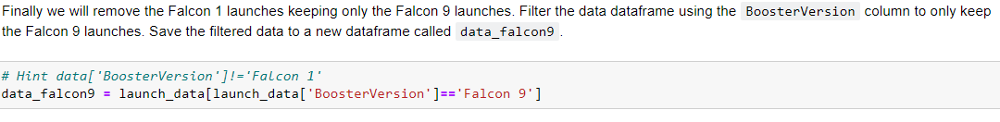 Finally we will remove the Falcon 1 launches keeping only the Falcon 9 launches. Filter the data dataframe using the BoosterVersion column to only keep
the Falcon 9 launches. Save the filtered data to a new dataframe called data_falcon9 .
# Hint data['BoosterVersion']!='Falcon 1'
data_falcon9 = launch_data[launch_data['BoosterVersion']=='Falcon 9']